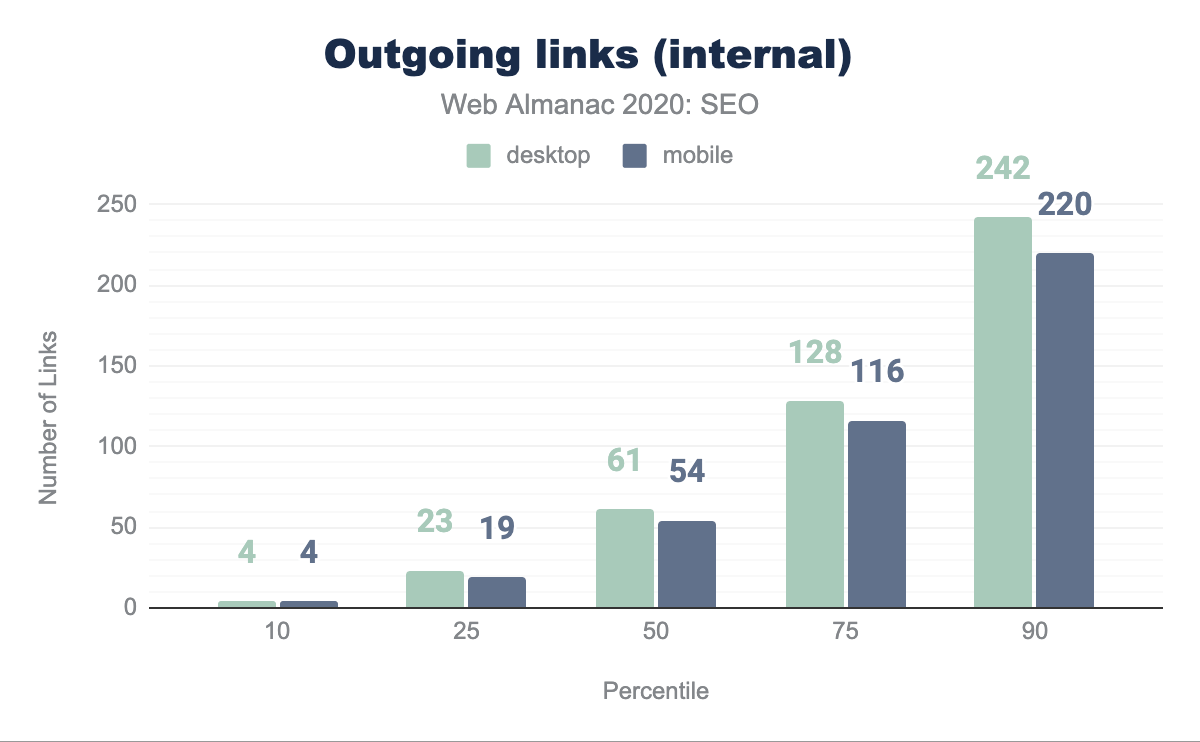 Outgoing links (internal)
Web Almanac 2020: SEO
desktop mobile
Number of Links
250
200
150
100
50
0
4 4
23 19
61 54
128 116
242 220
10 25 50 75 90
Percentile